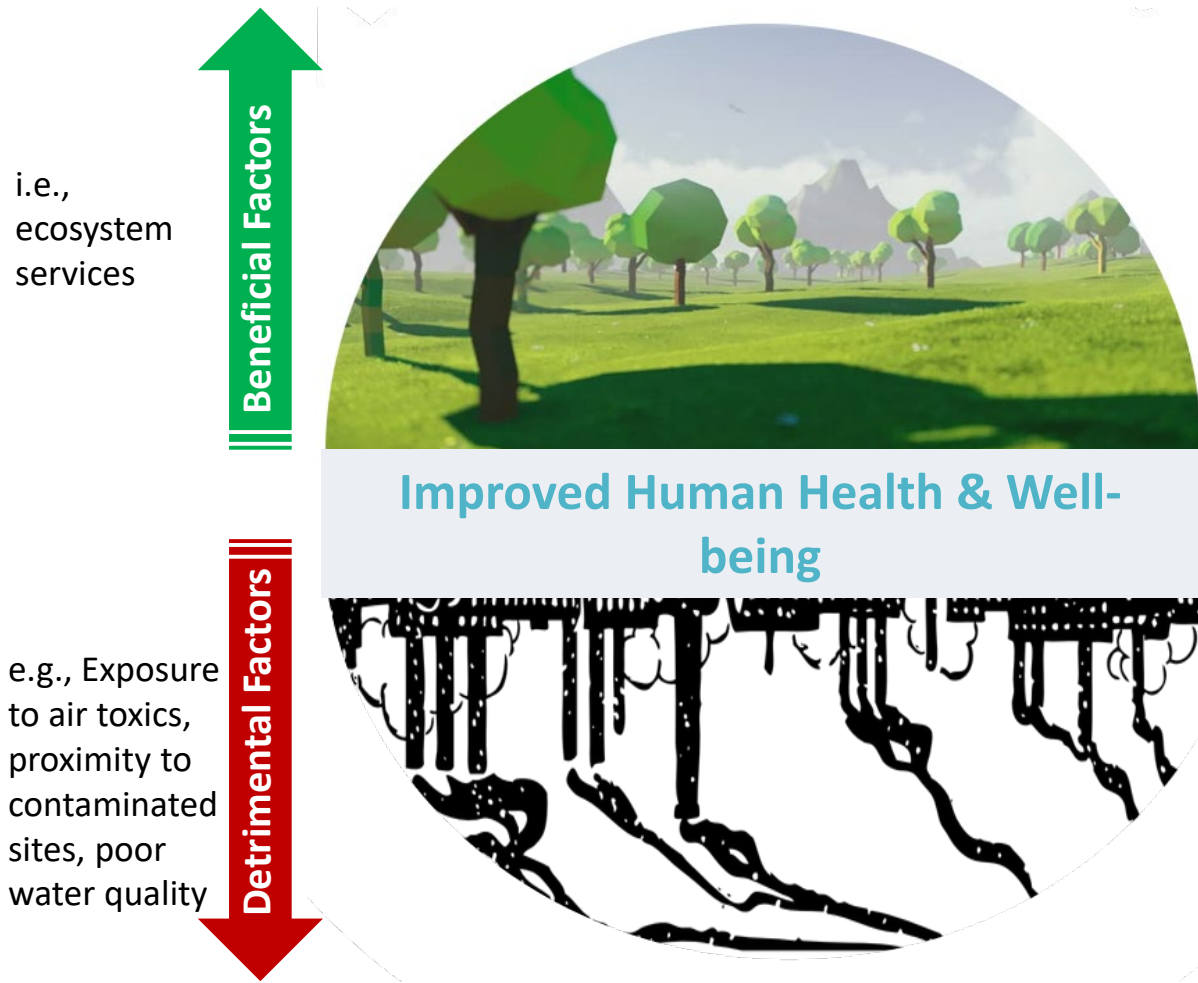 i.e.,
ecosystem
services
Beneficial Factors
Improved Human Health & Well-
being
e.g., Exposure
to air toxics,
proximity to
contaminated
sites, poor
water quality
Detrimental Factors